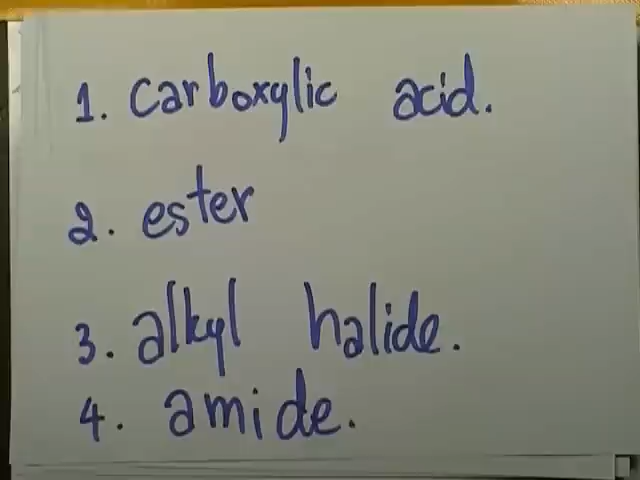 1. carboxylic acid.
2. ester
3. alkyl halide.
4. amide.